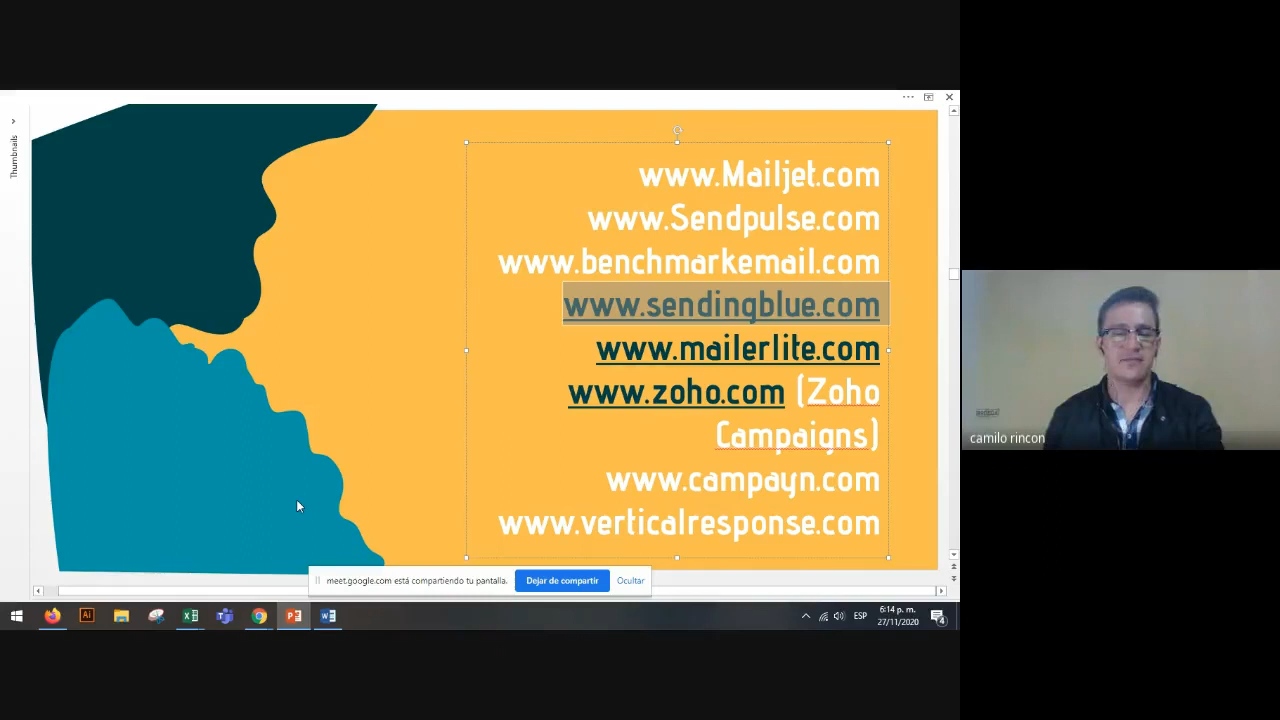 Thumbnails
www.Mailjet.com
www.Sendpulse.com
www.benchmarkemail.com
www.sendingblue.com
www.mailerlite.com
www.zoho.com (Zoho
Campaigns)
www.campayn.com
www.verticalresponse.com
camilo rincon
meet.google.com está compartiendo tu pantalla.
Dejar de compartir
Ocultar
ESP
6:14 p. m.
27/11/2020
4